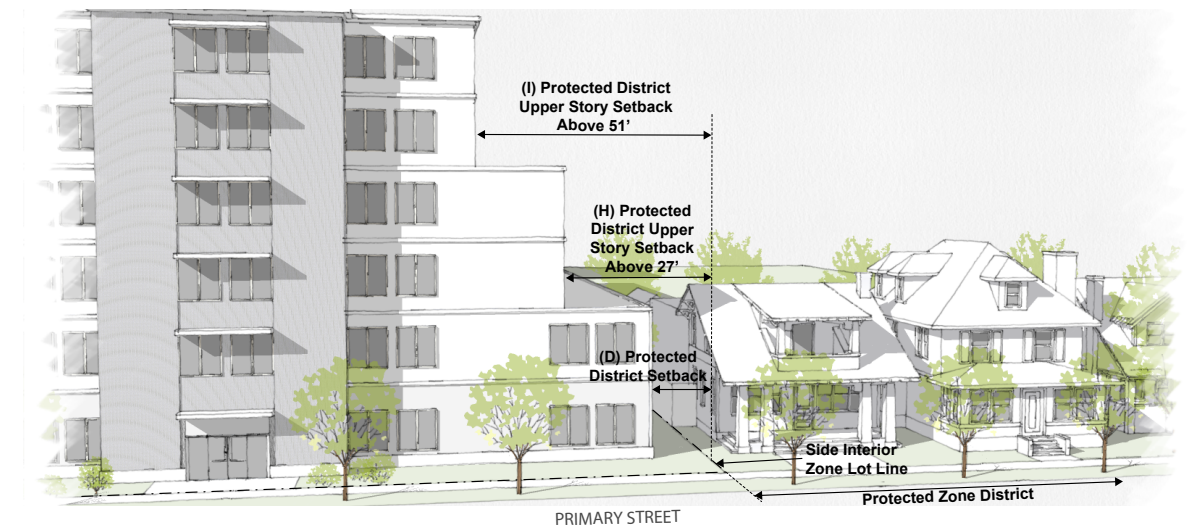 (I) Protected District
Upper Story Setback
Above 51’
(H) Protected
District Upper
Story Setback
Above 27’
(D) Protected
District Setback
Side Interior
Zone Lot Line
Protected Zone District
PRIMARY STREET